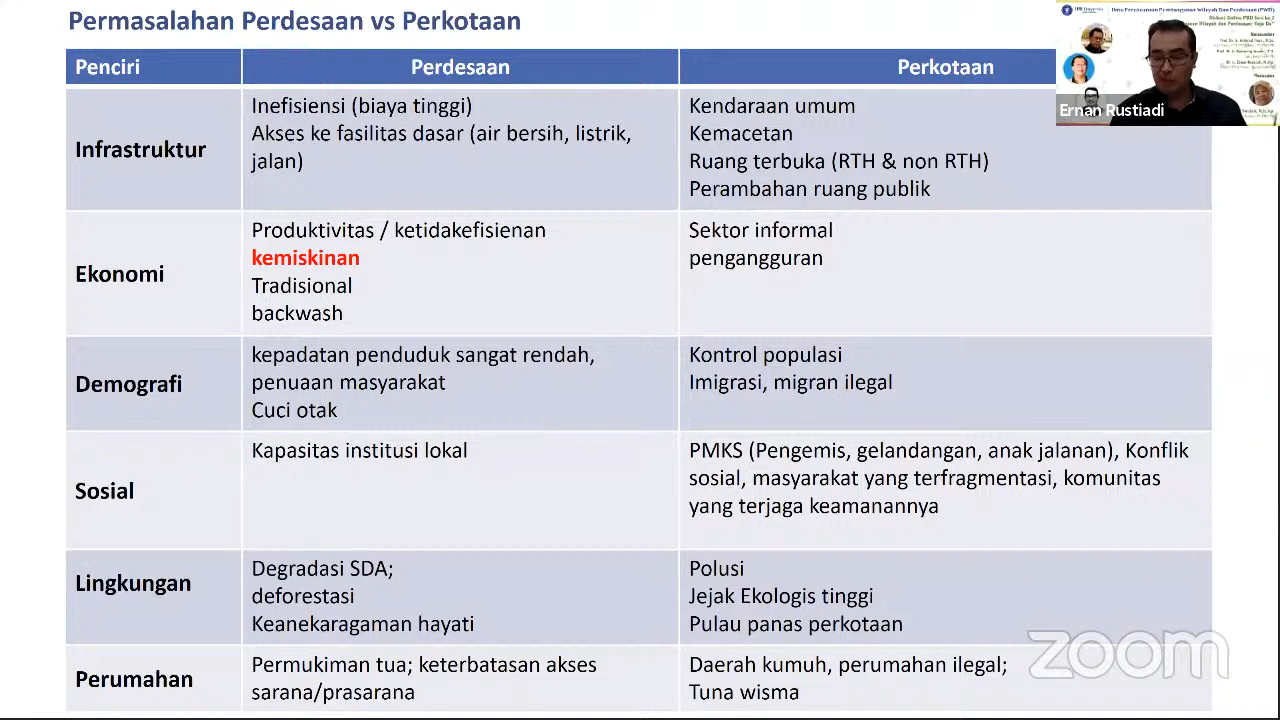 Permasalahan Perdesaan vs Perkotaan
Penciri
Perdesaan
Perkotaan
Infrastruktur
Inefisiensi (biaya tinggi)
Akses ke fasilitas dasar (air bersih, listrik,
jalan)
Kendaraan umum
Kemacetan
Ruang terbuka (RTH & non RTH)
Perambahan ruang publik
Ekonomi
Produktivitas / ketidakefisienan
kemiskinan
Tradisional
backwash
Sektor informal
pengangguran
Demografi
kepadatan penduduk sangat rendah,
penuaan masyarakat
Cuci otak
Kontrol populasi
Imigrasi, migran ilegal
Sosial
Kapasitas institusi lokal
PMKS (Pengemis, gelandangan, anak jalanan), Konflik
sosial, masyarakat yang terfragmentasi, komunitas
yang terjaga keamanannya
Lingkungan
Degradasi SDA;
deforestasi
Keanekaragaman hayati
Polusi
Jejak Ekologis tinggi
Pulau panas perkotaan
Perumahan
Permukiman tua; keterbatasan akses
sarana/prasarana
Daerah kumuh, perumahan ilegal;
Tuna wisma
Ernan Rustiadi
zoom